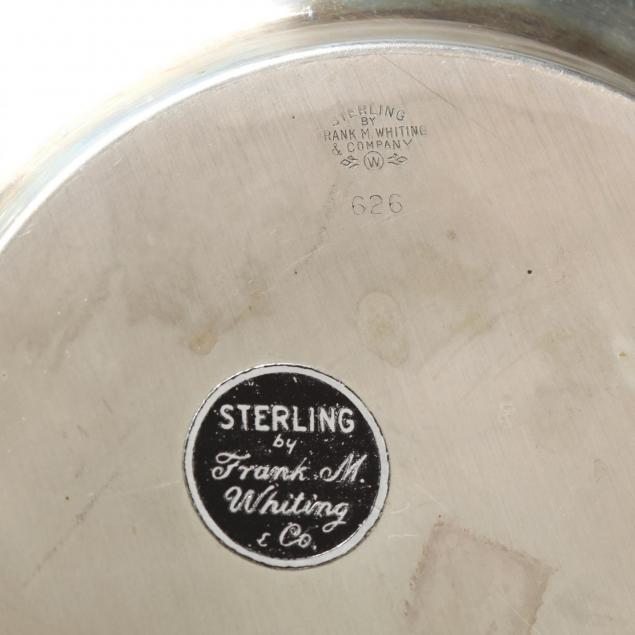 STERLING
BY
FRANK M. WHITING
& COMPANY
W
626
STERLING
by
Frank M.
Whiting
& Co.